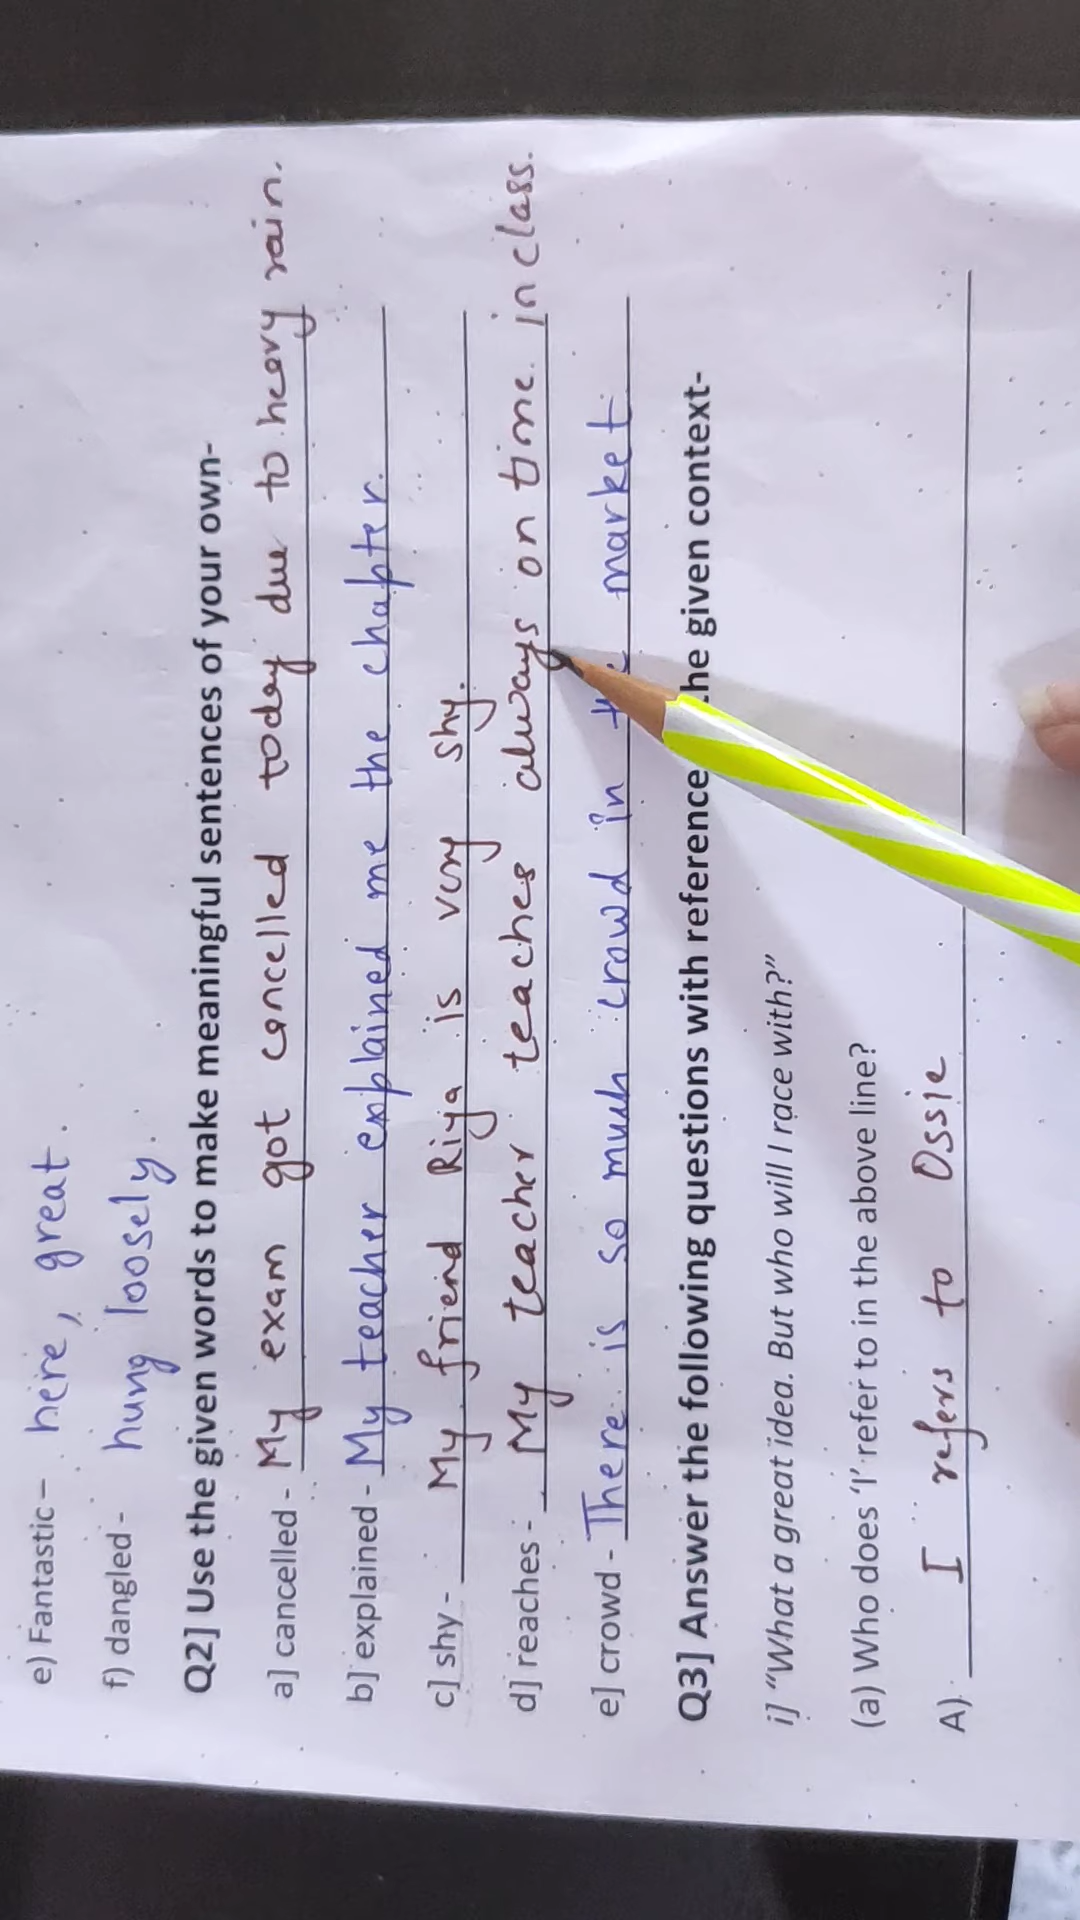 e) Fantastic - here, great.
f) dangled - hung loosely.
Q2] Use the given words to make meaningful sentences of your own-
a] cancelled - My exam got cancelled today due to heavy rain.
b] explained - My teacher explained me the chapter.
c] shy - My friend Riya is very shy.
d] reaches - My teacher teaches always on time. in class.
e] crowd - There is so much crowd in market
Q3] Answer the following questions with reference the given context-
i] "What a great idea. But who will I race with?"
(a) Who does 'I' refer to in the above line?
A) I refers to Ossie